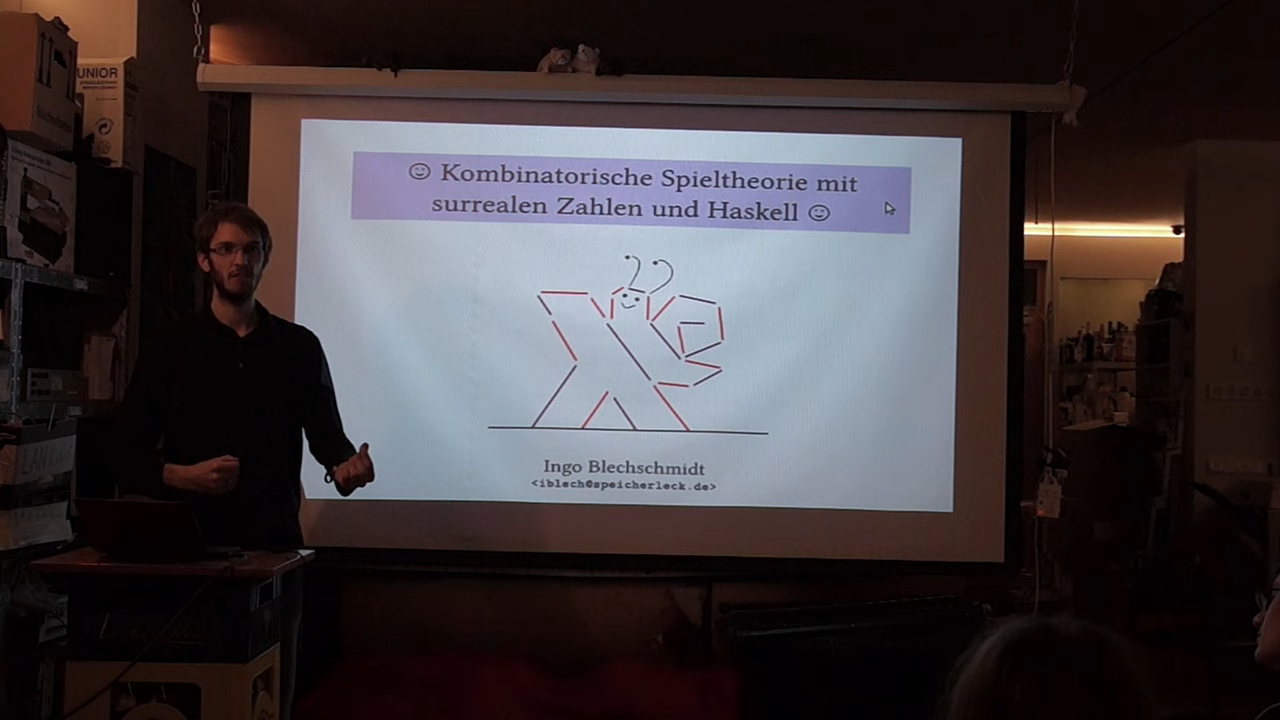 UNIOR
☺ Kombinatorische Spieltheorie mit
surrealen Zahlen und Haskell ☺
Ingo Blechschmidt
<iblech@speicherleck.de>